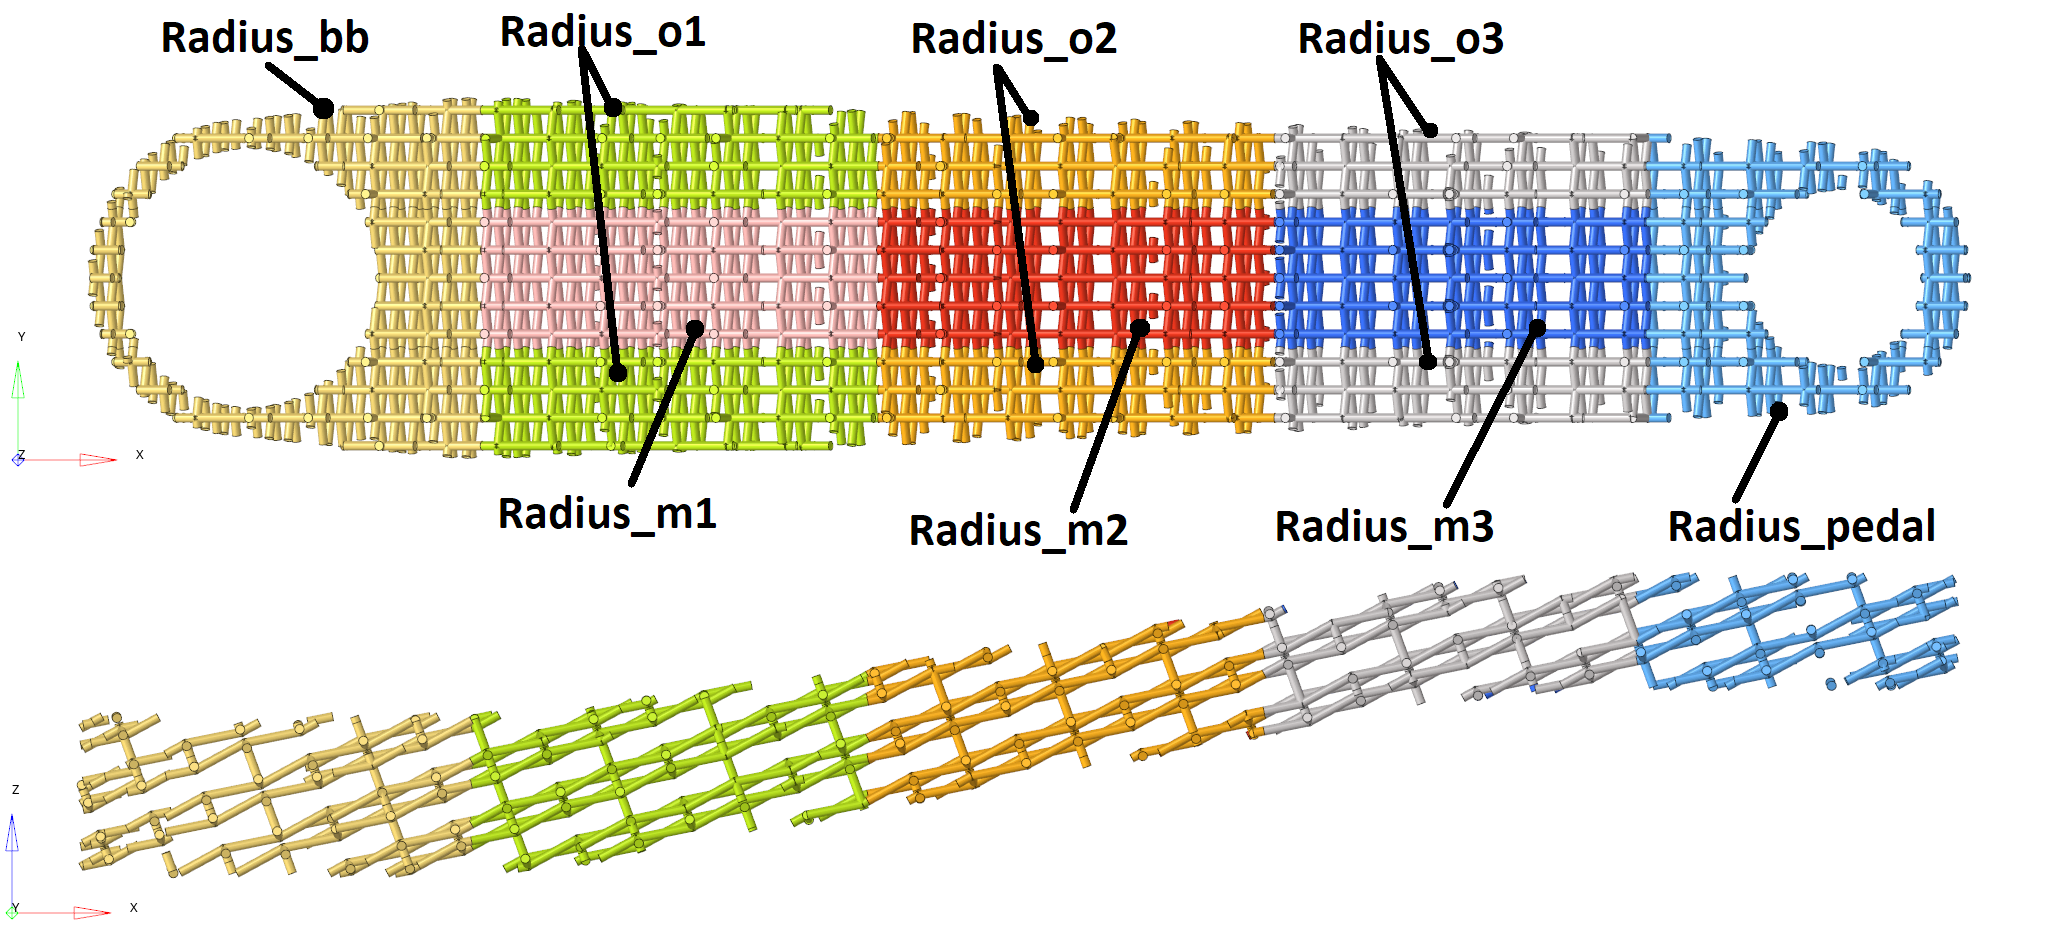 Radius_bb
Radius_o1
Radius_o2
Radius_o3
Y
Z
X
Radius_m1
Radius_m2
Radius_m3
Radius_pedal
Z
Y
X